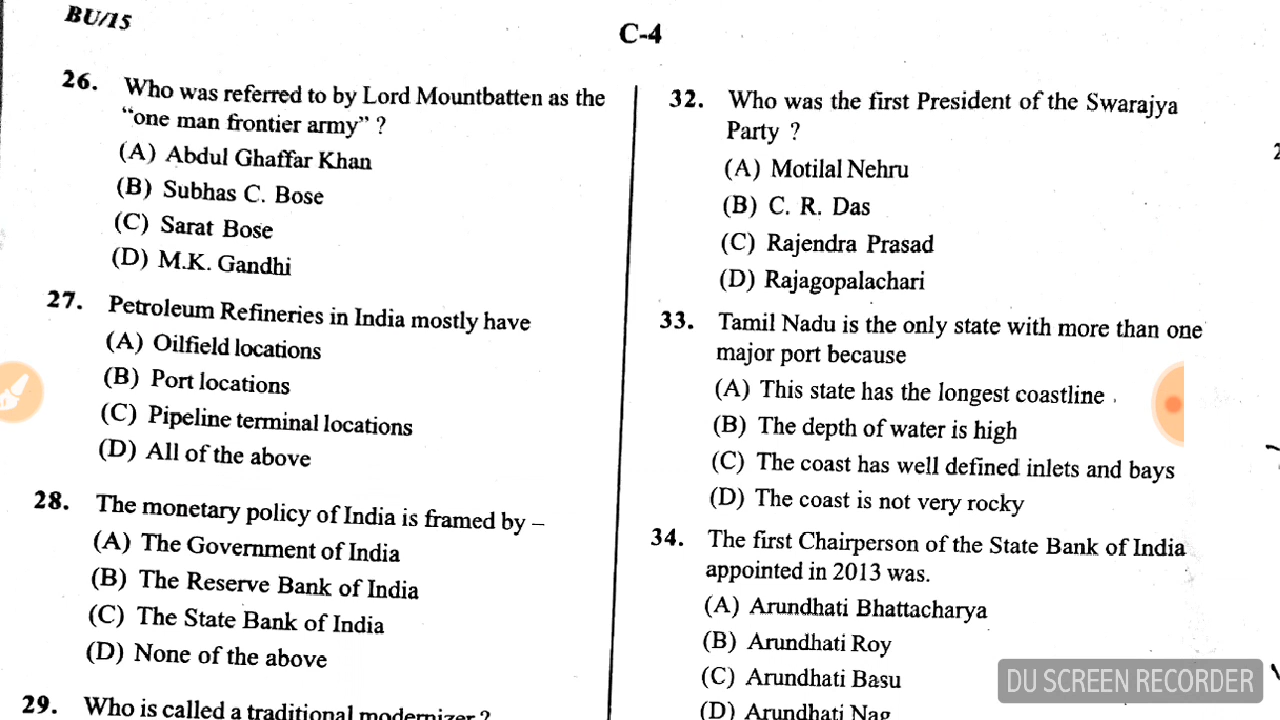 BU/15
C-4
26. Who was referred to by Lord Mountbatten as the
“one man frontier army” ?
(A) Abdul Ghaffar Khan
(B) Subhas C. Bose
(C) Sarat Bose
(D) M.K. Gandhi
27. Petroleum Refineries in India mostly have
(A) Oilfield locations
(B) Port locations
(C) Pipeline terminal locations
(D) All of the above
28. The monetary policy of India is framed by –
(A) The Government of India
(B) The Reserve Bank of India
(C) The State Bank of India
(D) None of the above
29. Who is called a traditional modernizer ?
32. Who was the first President of the Swarajya
Party ?
(A) Motilal Nehru
(B) C. R. Das
(C) Rajendra Prasad
(D) Rajagopalachari
33. Tamil Nadu is the only state with more than one
major port because
(A) This state has the longest coastline
(B) The depth of water is high
(C) The coast has well defined inlets and bays
(D) The coast is not very rocky
34. The first Chairperson of the State Bank of India
appointed in 2013 was.
(A) Arundhati Bhattacharya
(B) Arundhati Roy
(C) Arundhati Basu
(D) Arundhati Nag
DU SCREEN RECORDER